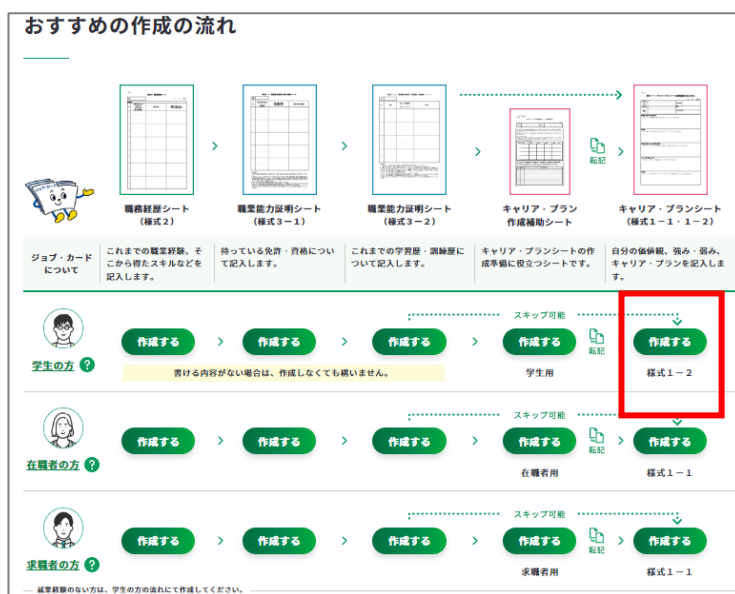 おすすめの作成の流れ
転記
職務経歴シート
（様式２）
職業能力証明シート
（様式３－１）
職業能力証明シート
（様式３－２）
キャリア・プラン
作成補助シート
キャリア・プランシート
（様式１－１・１－２）
ジョブ・カード
について
これまでの職業経験、そ
こから得たスキルなどを
記入します。
持っている免許・資格につい
て記入します。
これまでの学習歴・訓練歴に
ついて記入します。
キャリア・プランシートの作
成準備に役立つシートです。
自分の価値観、強み・弱み、
キャリア・プランを記入しま
す。
スキップ可能
学生の方 ?
作成する
作成する
作成する
作成する
転記
作成する
書ける内容がない場合は、作成しなくても構いません。
学生用
様式１－２
スキップ可能
在職者の方 ?
作成する
作成する
作成する
作成する
転記
作成する
在職者用
様式１－１
スキップ可能
求職者の方 ?
作成する
作成する
作成する
作成する
転記
作成する
求職者用
様式１－１
就業経験のない方は、学生の方の流れにて作成してください。